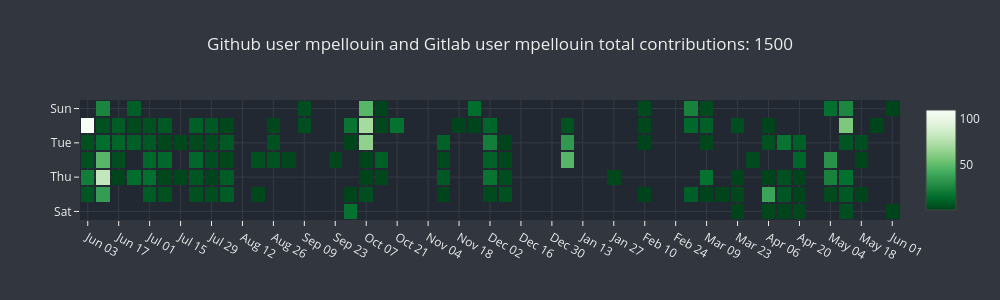 Github user mpellouin and Gitlab user mpellouin total contributions: 1500
Sun
Tue
Thu
Sat
Jun 03
Jun 17
Jul 01
Jul 15
Jul 29
Aug 12
Aug 26
Sep 09
Sep 23
Oct 07
Oct 21
Nov 04
Nov 18
Dec 02
Dec 16
Dec 30
Jan 13
Jan 27
Feb 10
Feb 24
Mar 09
Mar 23
Apr 06
Apr 20
May 04
May 18
Jun 01
100
50